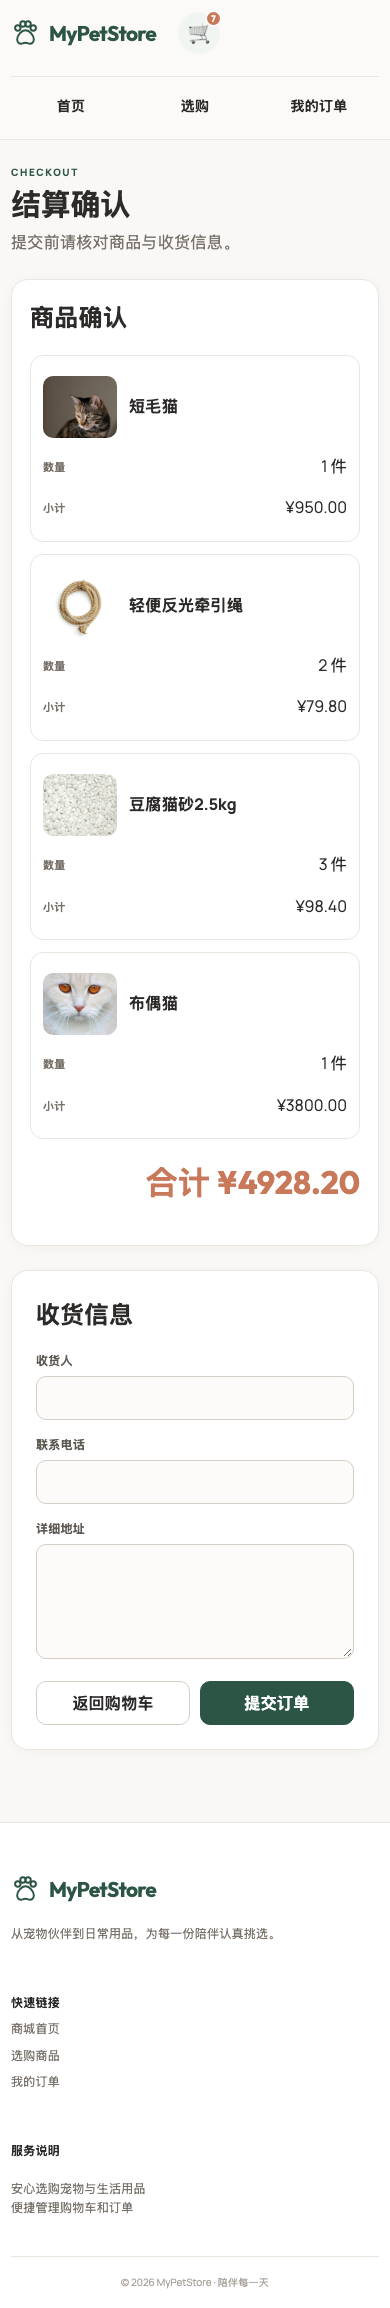 MyPetStore
7
首页 选购 我的订单
CHECKOUT
结算确认
提交前请核对商品与收货信息。
商品确认
短毛猫
数量 1 件
小计 ¥950.00
轻便反光牵引绳
数量 2 件
小计 ¥79.80
豆腐猫砂2.5kg
数量 3 件
小计 ¥98.40
布偶猫
数量 1 件
小计 ¥3800.00
合计 ¥4928.20
收货信息
收货人
联系电话
详细地址
返回购物车 提交订单
MyPetStore
从宠物伙伴到日常用品，为每一份陪伴认真挑选。
快速链接
商城首页
选购商品
我的订单
服务说明
安心选购宠物与生活用品
便捷管理购物车和订单
© 2026 MyPetStore · 陪伴每一天